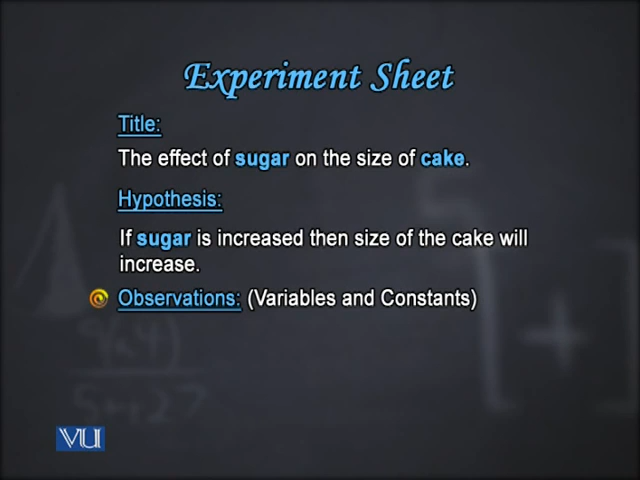 Experiment Sheet
Title:
The effect of sugar on the size of cake.
Hypothesis:
If sugar is increased then size of the cake will
increase.
Observations: (Variables and Constants)
VU